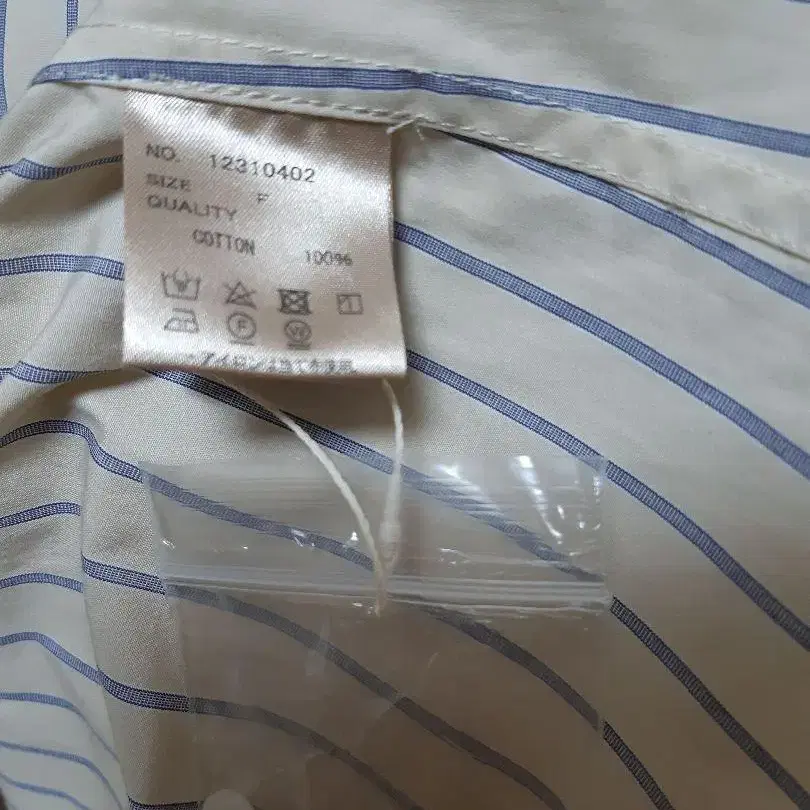 NO. 12310402
SIZE F
QUALITY
COTTON 100%
F W